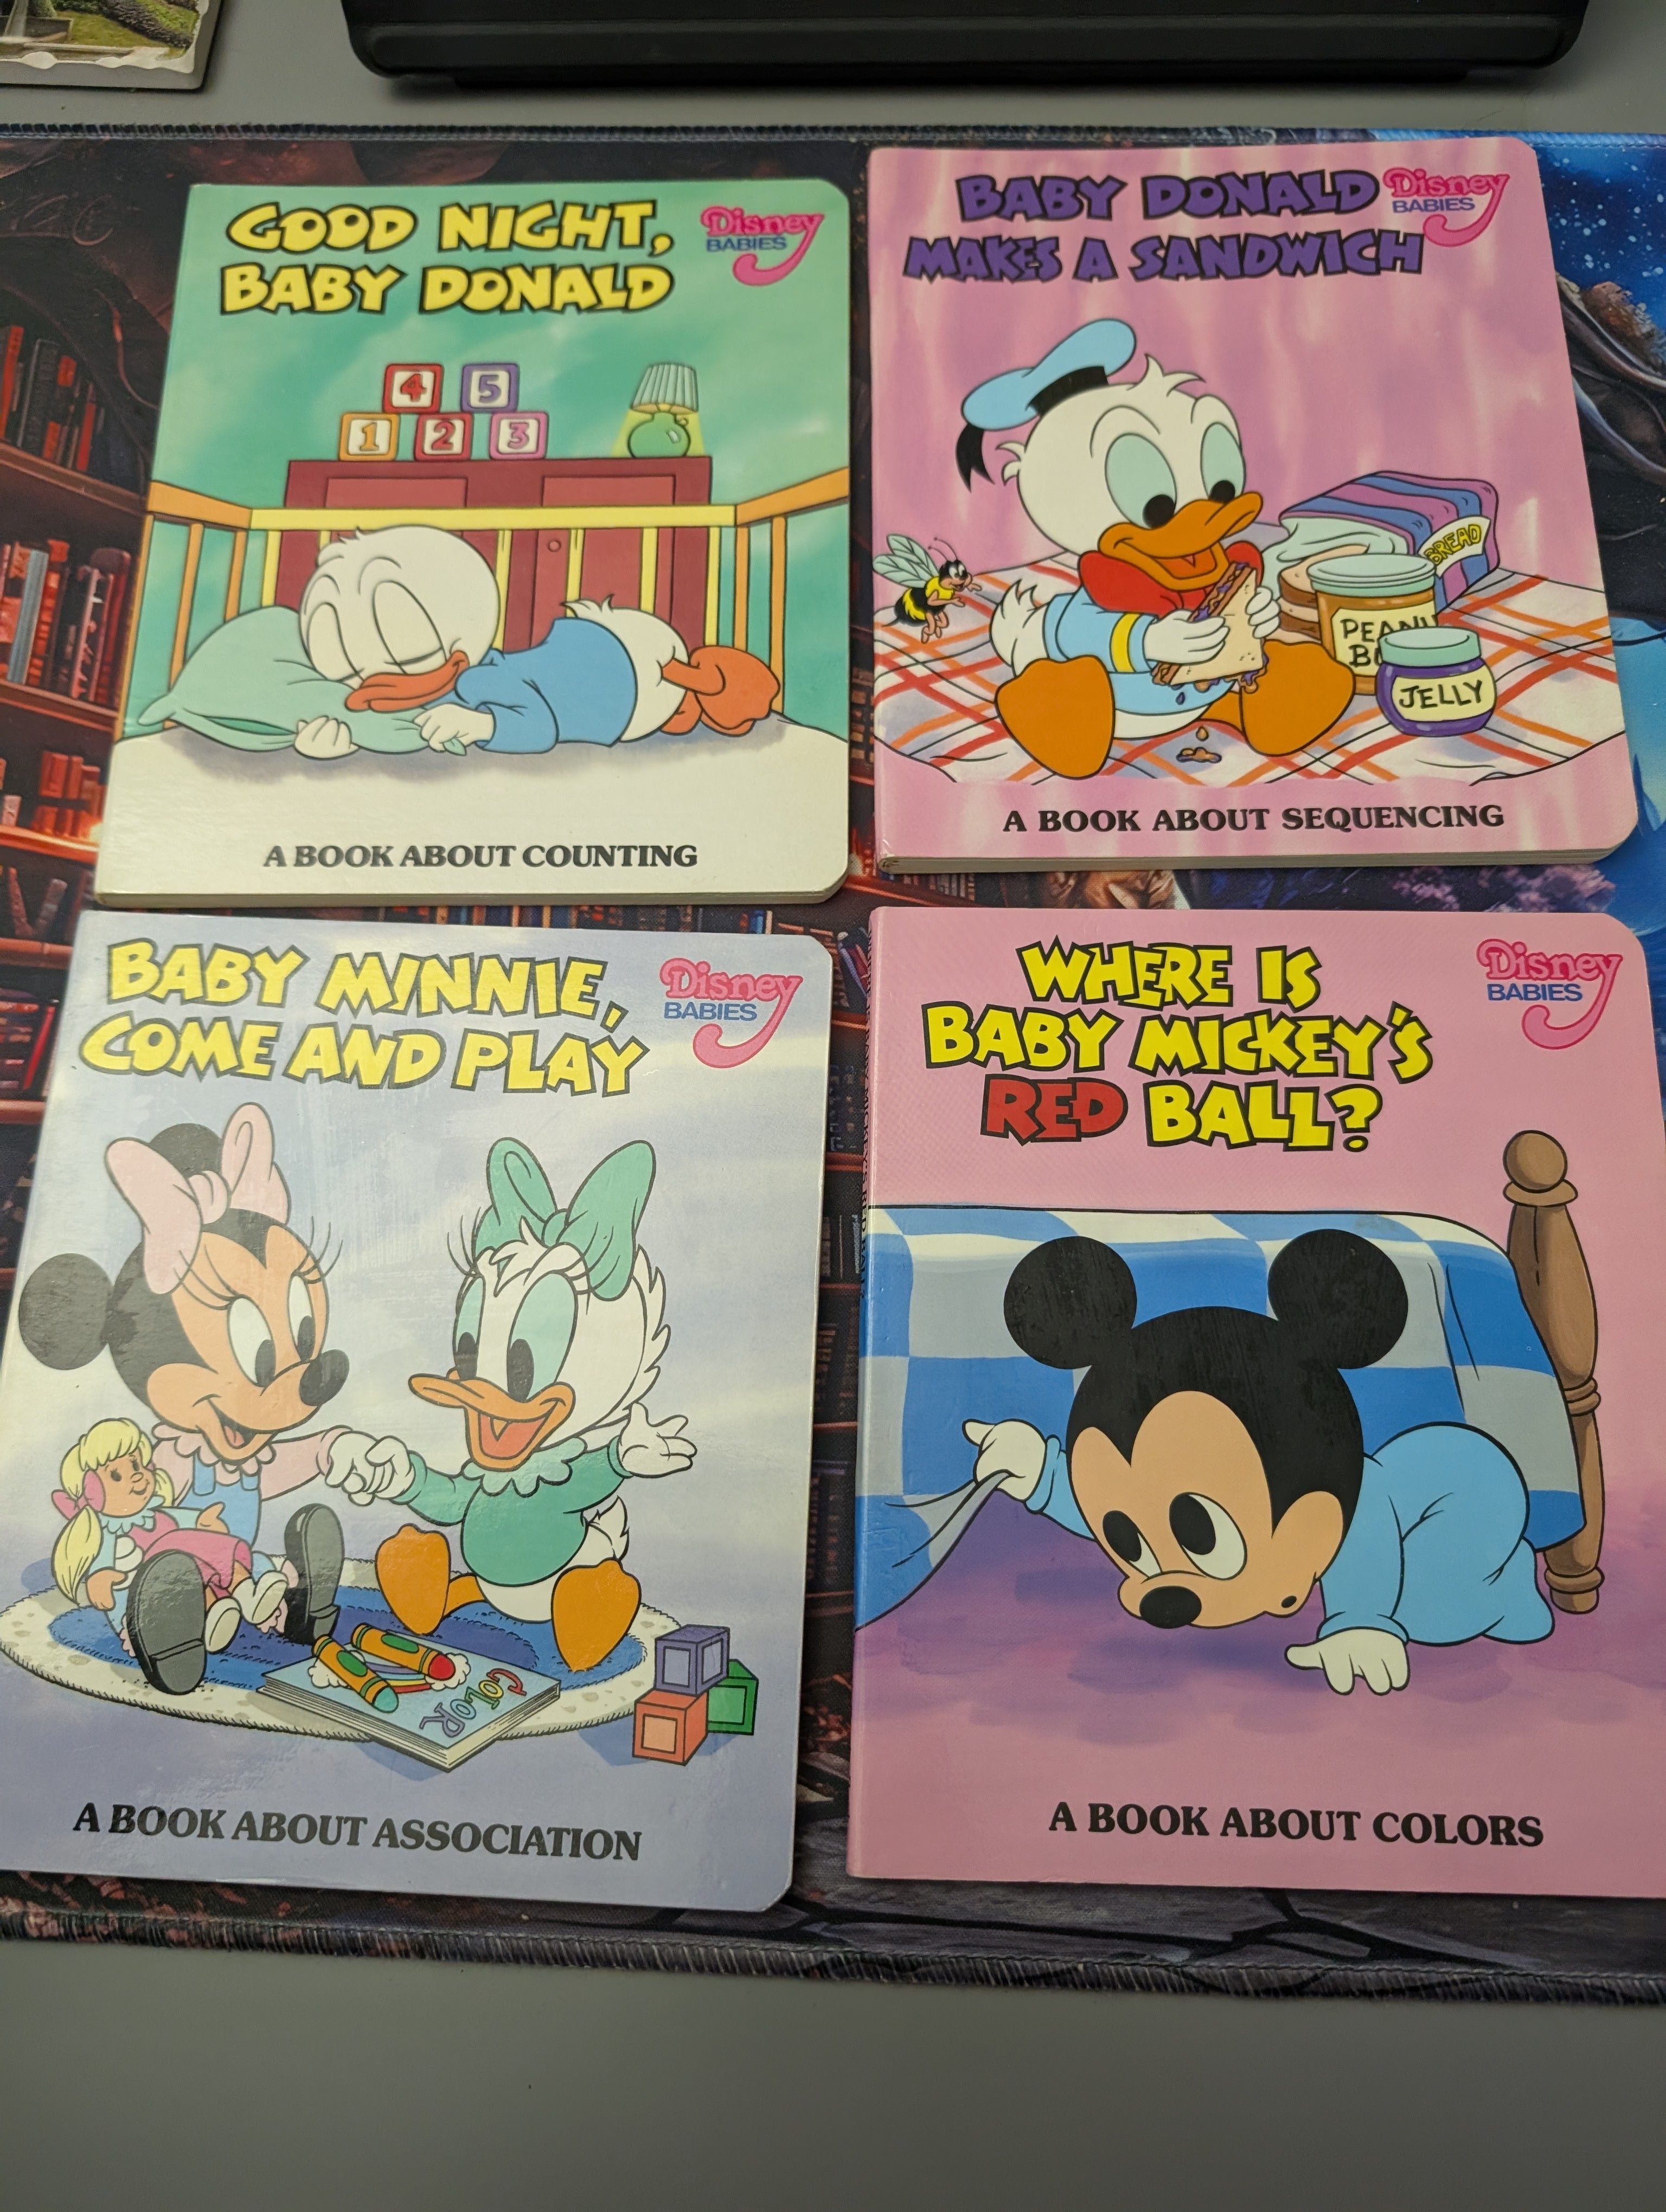 GOOD NIGHT,
BABY DONALD
Disney
BABIES
4 5
1 2 3
A BOOK ABOUT COUNTING
BABY DONALD
MAKES A SANDWICH
Disney
BABIES
BREAD
PEANU
B
JELLY
A BOOK ABOUT SEQUENCING
BABY MINNIE,
COME AND PLAY
Disney
BABIES
COLOR
A BOOK ABOUT ASSOCIATION
WHERE IS
BABY MICKEY'S
RED BALL?
Disney
BABIES
A BOOK ABOUT COLORS